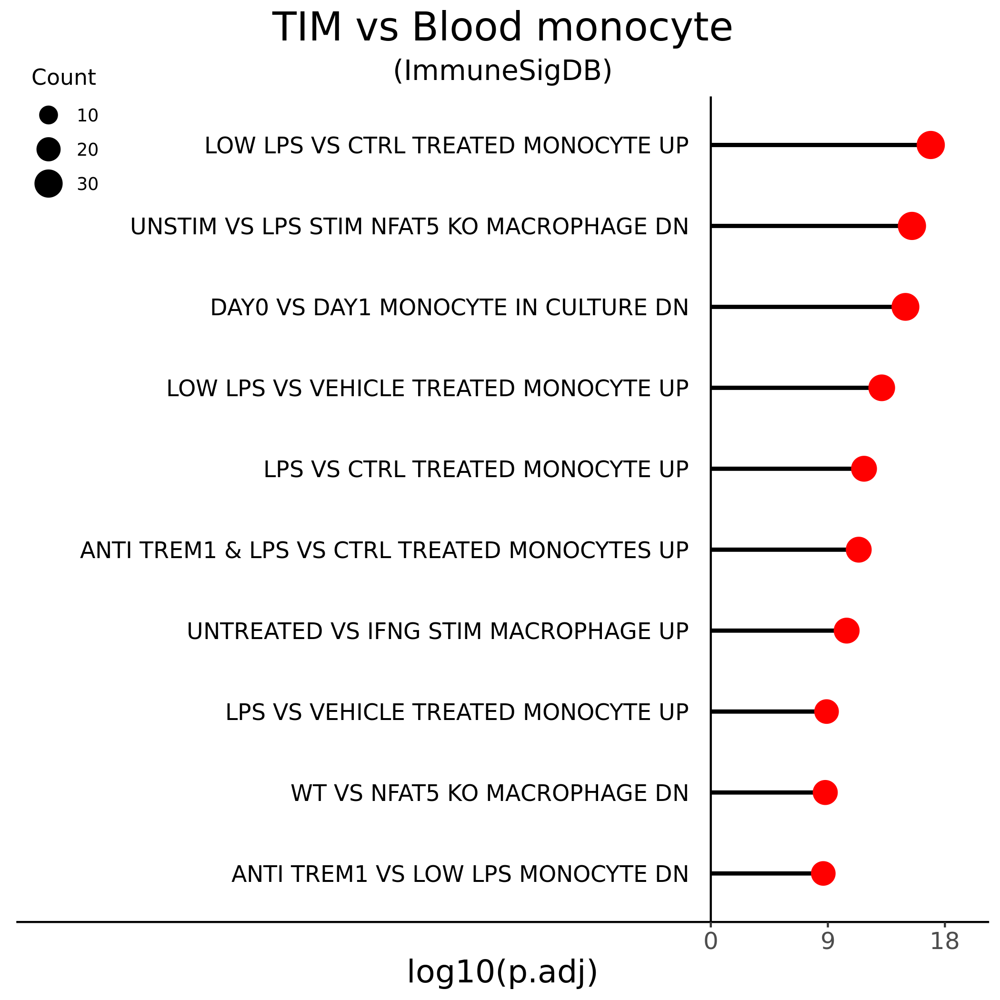 TIM vs Blood monocyte
(ImmuneSigDB)
Count
10
20
30
LOW LPS VS CTRL TREATED MONOCYTE UP
UNSTIM VS LPS STIM NFAT5 KO MACROPHAGE DN
DAY0 VS DAY1 MONOCYTE IN CULTURE DN
LOW LPS VS VEHICLE TREATED MONOCYTE UP
LPS VS CTRL TREATED MONOCYTE UP
ANTI TREM1 & LPS VS CTRL TREATED MONOCYTES UP
UNTREATED VS IFNG STIM MACROPHAGE UP
LPS VS VEHICLE TREATED MONOCYTE UP
WT VS NFAT5 KO MACROPHAGE DN
ANTI TREM1 VS LOW LPS MONOCYTE DN
0 9 18
log10(p.adj)